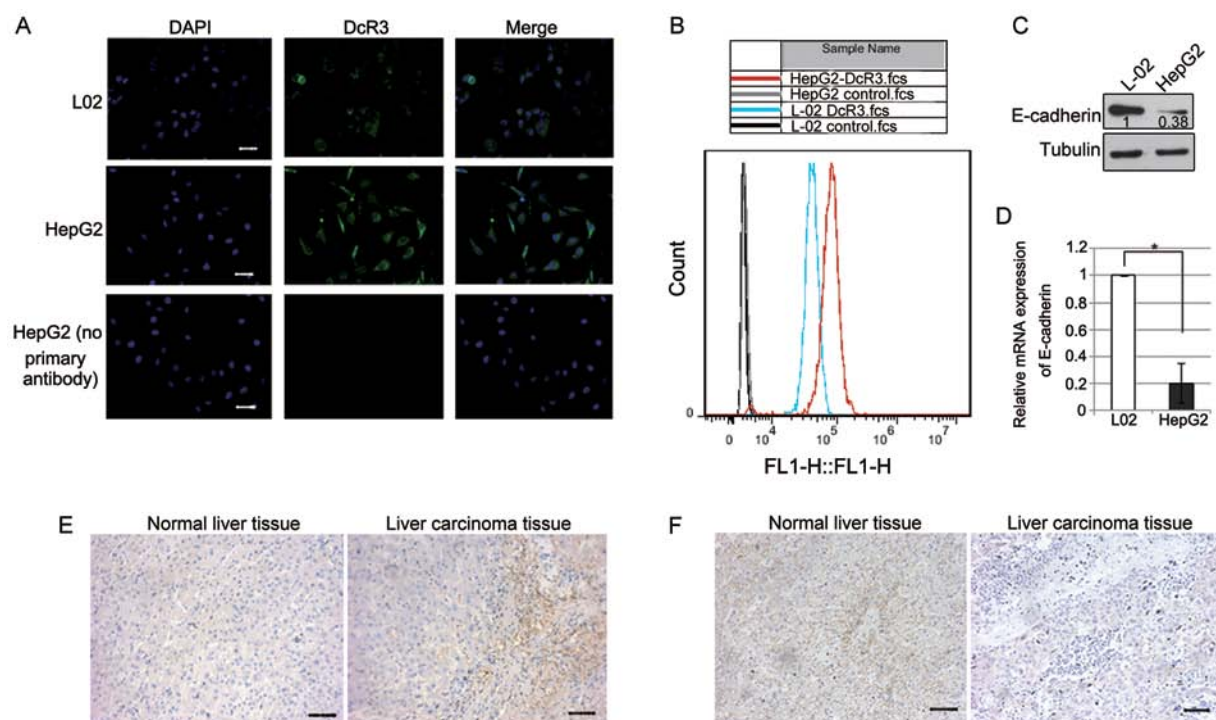 A
DAPI
DcR3
Merge
L02
HepG2
HepG2 (no
primary
antibody)
B
Sample Name
HepG2-DcR3.fcs
HepG2 control.fcs
L-02 DcR3.fcs
L-02 control.fcs
Count
0
0 10^4 10^5 10^6 10^7
FL1-H::FL1-H
C
L-02 HepG2
E-cadherin
1 0.38
Tubulin
D
Relative mRNA expression
of E-cadherin
1.2
1
0.8
0.6
0.4
0.2
0
*
L02 HepG2
E
Normal liver tissue
Liver carcinoma tissue
F
Normal liver tissue
Liver carcinoma tissue